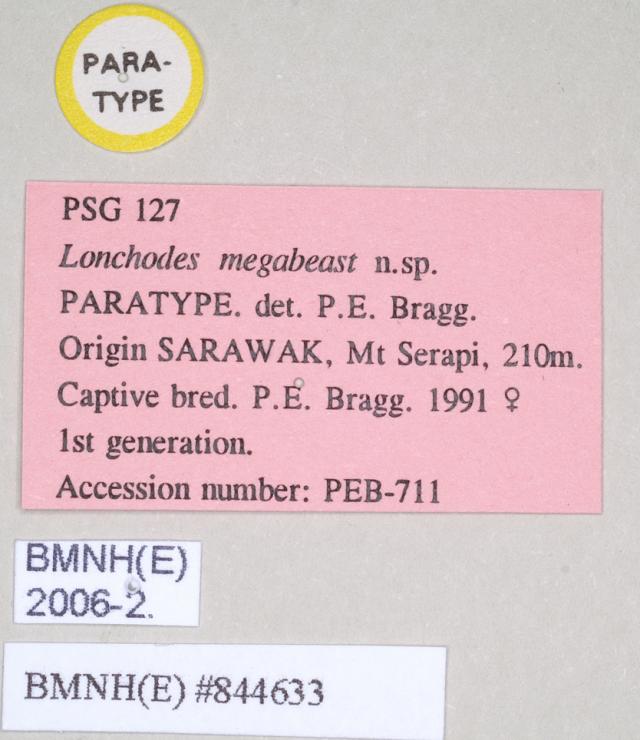 PARA-
TYPE
PSG 127
Lonchodes megabeast n.sp.
PARATYPE. det. P.E. Bragg.
Origin SARAWAK, Mt Serapi, 210m.
Captive bred. P.E. Bragg. 1991 ♀
1st generation.
Accession number: PEB-711
BMNH(E)
2006-2.
BMNH(E) #844633